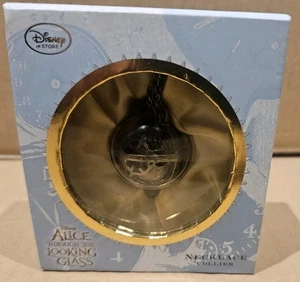 Disney
STORE
Disney
ALICE
THROUGH THE
LOOKING
GLASS
NECKLACE
COLLIER